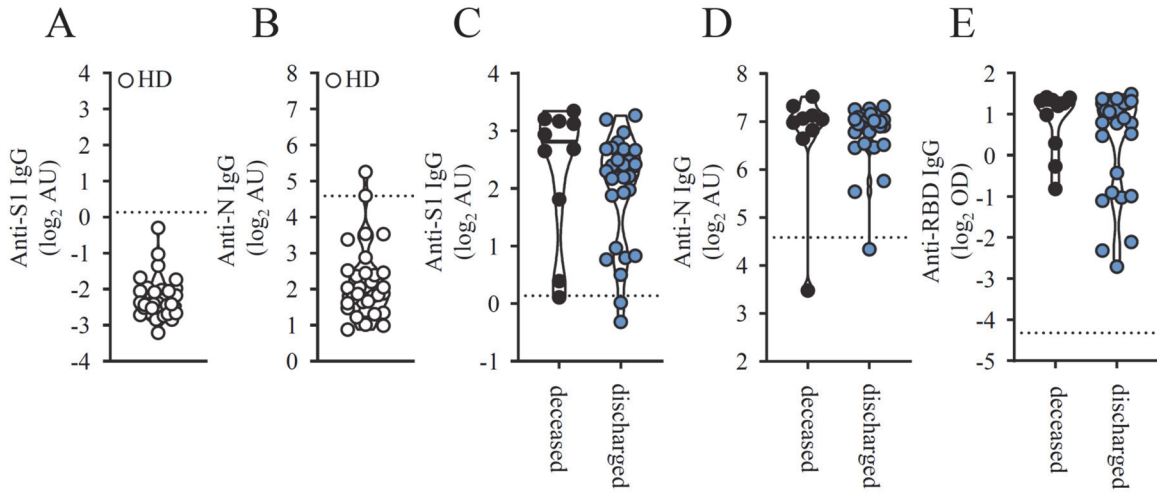 A
Anti-S1 IgG
(log2 AU)
4
3
2
1
0
-1
-2
-3
-4
HD
B
Anti-N IgG
(log2 AU)
8
7
6
5
4
3
2
1
0
HD
C
Anti-S1 IgG
(log2 AU)
4
3
2
1
0
-1
deceased
discharged
D
Anti-N IgG
(log2 AU)
8
7
6
5
4
3
2
deceased
discharged
E
Anti-RBD IgG
(log2 OD)
2
1
0
-1
-2
-3
-4
-5
deceased
discharged